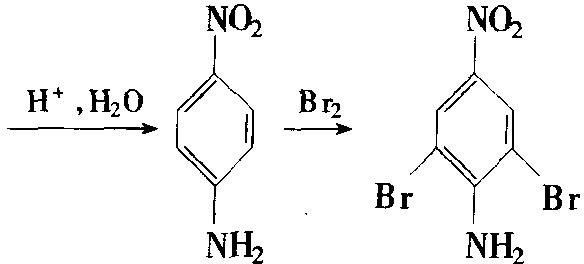 NO₂ NO₂
H⁺ ,H₂O Br₂
Br Br
NH₂ NH₂